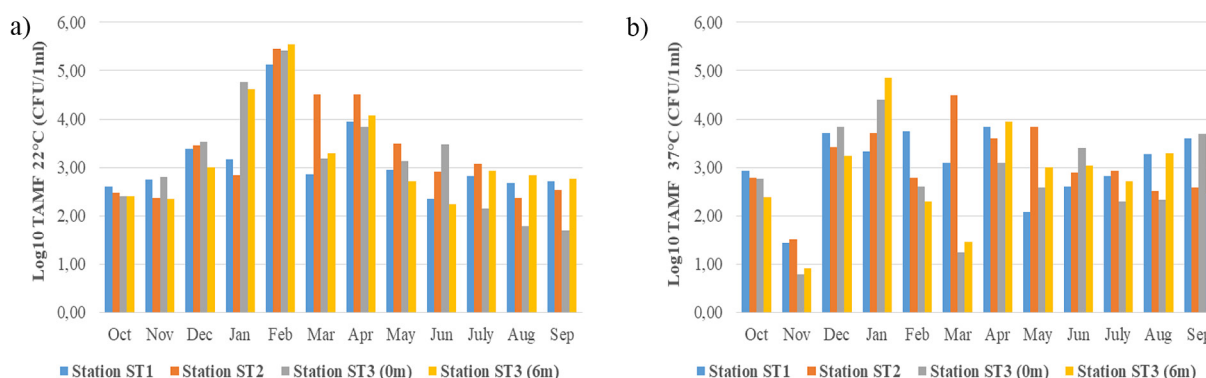 a)
Log10 TAMF 22°C (CFU/1ml)
6,00
5,00
4,00
3,00
2,00
1,00
0,00
Oct Nov Dec Jan Feb Mar Apr May Jun July Aug Sep
Station ST1 Station ST2 Station ST3 (0m) Station ST3 (6m)
b)
Log10 TAMF 37°C (CFU/1ml)
6,00
5,00
4,00
3,00
2,00
1,00
0,00
Oct Nov Dec Jan Feb Mar Apr May Jun July Aug Sep
Station ST1 Station ST2 Station ST3 (0m) Station ST3 (6m)